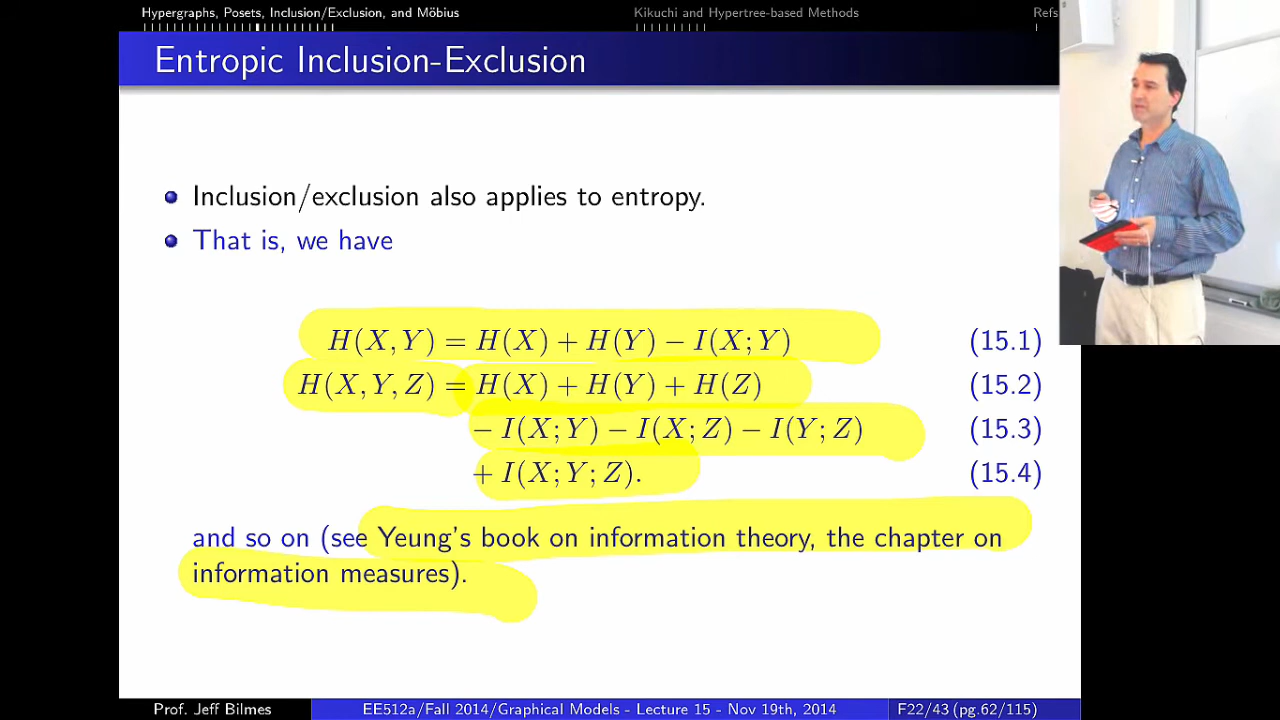 Hypergraphs, Posets, Inclusion/Exclusion, and Möbius Kikuchi and Hypertree-based Methods Refs
Entropic Inclusion-Exclusion
Inclusion/exclusion also applies to entropy.
That is, we have
H(X, Y) = H(X) + H(Y) − I(X; Y) (15.1)
H(X, Y, Z) = H(X) + H(Y) + H(Z) (15.2)
− I(X; Y) − I(X; Z) − I(Y; Z) (15.3)
+ I(X; Y; Z). (15.4)
and so on (see Yeung's book on information theory, the chapter on
information measures).
Prof. Jeff Bilmes EE512a/Fall 2014/Graphical Models - Lecture 15 - Nov 19th, 2014 F22/43 (pg.62/115)